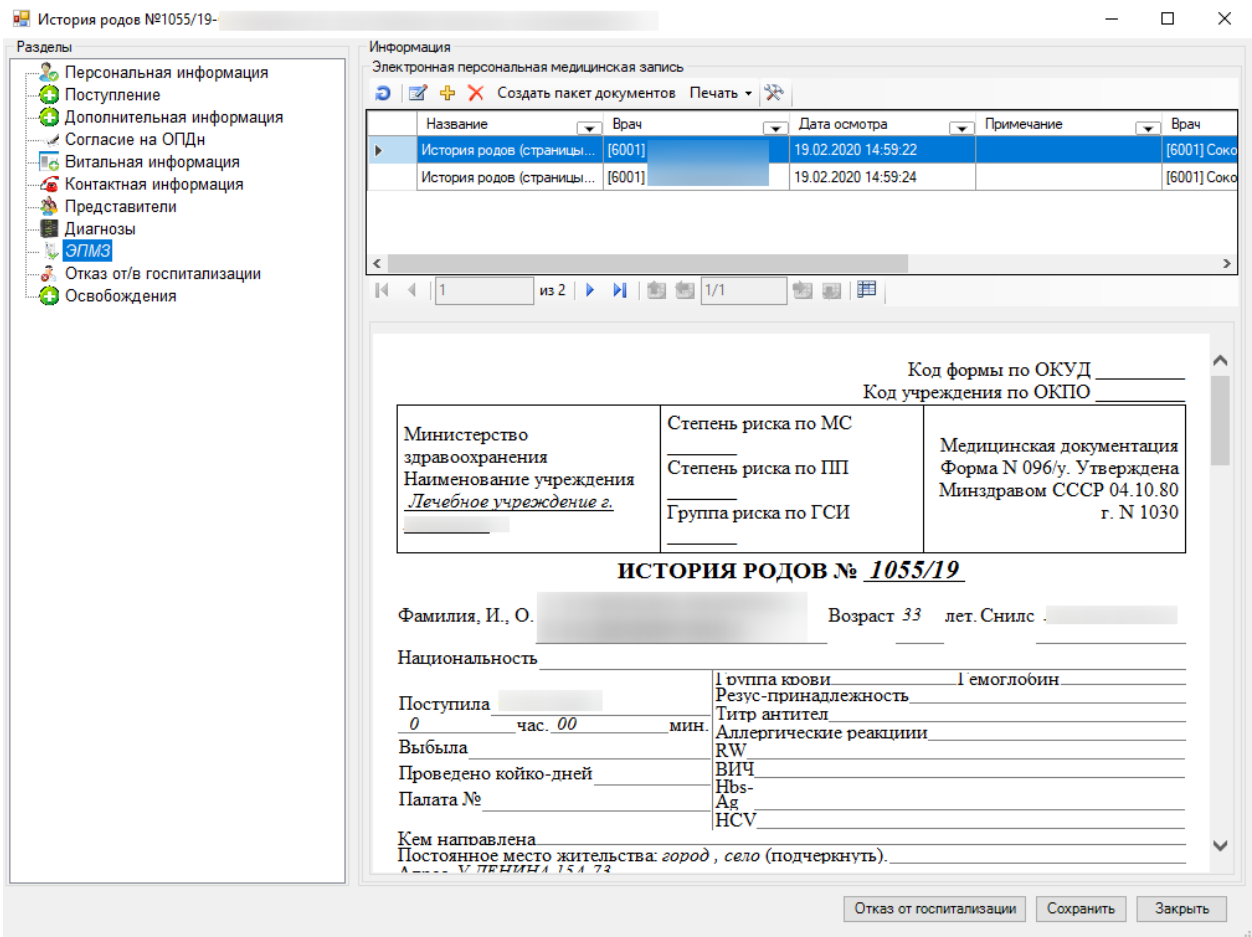 История родов №1055/19-
Разделы
Персональная информация
Поступление
Дополнительная информация
Согласие на ОПДн
Витальная информация
Контактная информация
Представители
Диагнозы
ЭПМЗ
Отказ от/в госпитализации
Освобождения
Информация
Электронная персональная медицинская запись
Создать пакет документов Печать
Название Врач Дата осмотра Примечание Врач
История родов (страницы... [6001] 19.02.2020 14:59:22 [6001] Соко
История родов (страницы... [6001] 19.02.2020 14:59:24 [6001] Соко
1 из 2 1/1
Код формы по ОКУД
Код учреждения по ОКПО
Министерство
здравоохранения
Наименование учреждения
Лечебное учреждение г.
Степень риска по МС
Степень риска по ПП
Группа риска по ГСИ
Медицинская документация
Форма N 096/у. Утверждена
Минздравом СССР 04.10.80
г. N 1030
ИСТОРИЯ РОДОВ № 1055/19
Фамилия, И., О. Возраст 33 лет. Снилс
Национальность
Поступила
0 час. 00 мин.
Выбыла
Проведено койко-дней
Палата №
Группа крови Гемоглобин
Резус-принадлежность
Титр антител
Аллергические реакциии
RW
ВИЧ
Hbs-
Ag
HCV
Кем направлена
Постоянное место жительства: город , село (подчеркнуть).
Адрес У ЛЕНИНА 154 73
Отказ от госпитализации Сохранить Закрыть